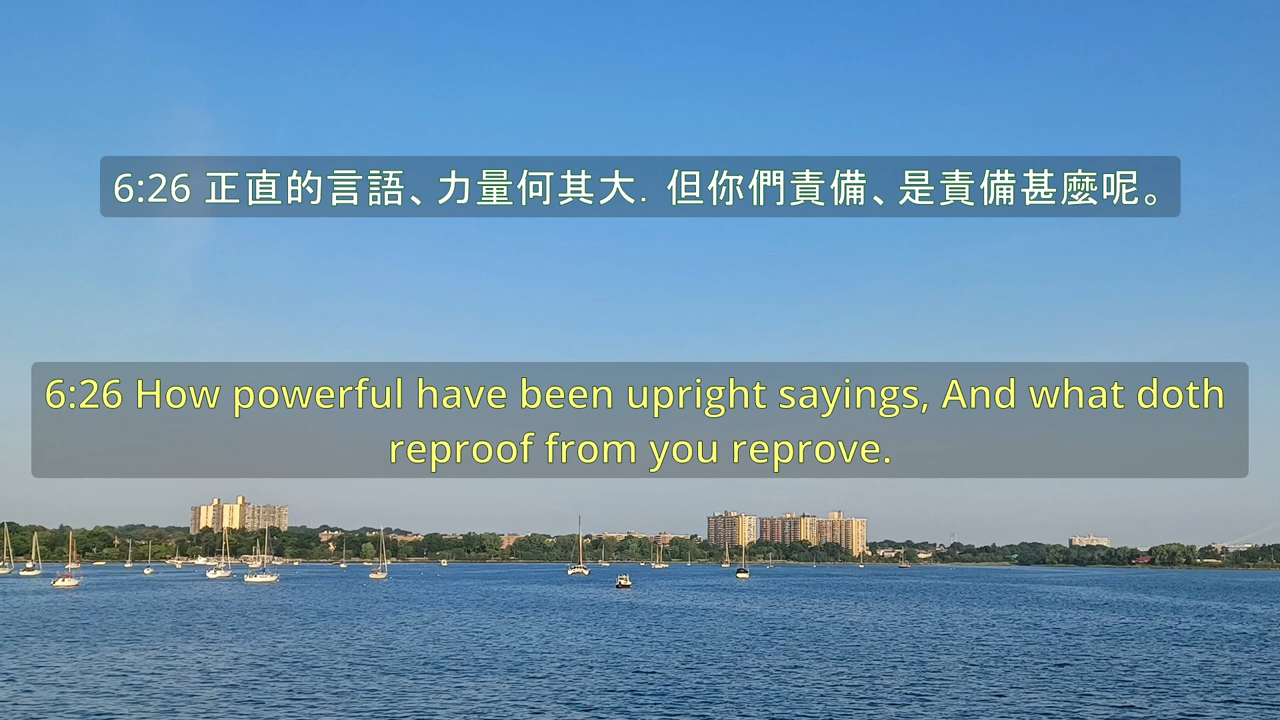 6:26 正直的言語、力量何其大. 但你們責備、是責備甚麼呢。
6:26 How powerful have been upright sayings, And what doth
reproof from you reprove.